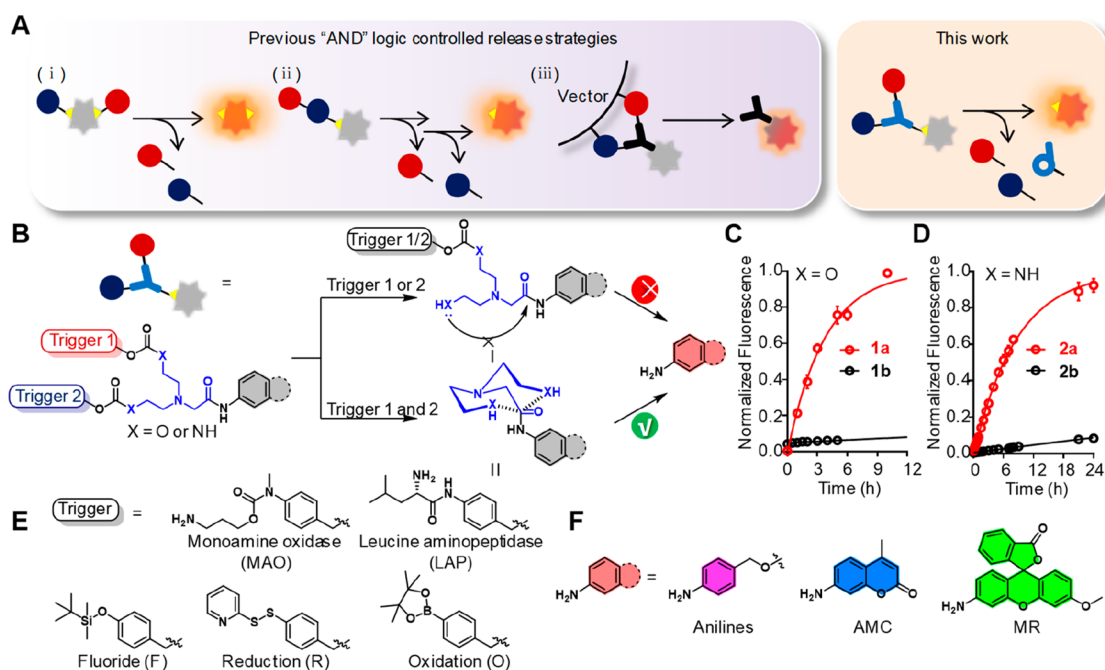 A
Previous "AND" logic controlled release strategies
This work
(i)
(ii)
(iii)
Vector
B
Trigger 1/2
O
O
X
N
O
N
H
HX
Trigger 1 or 2
Trigger 1
O
O
X
Trigger 2
O
O
X
N
O
N
H
X = O or NH
Trigger 1 and 2
X
N
XH
X
H
O
HN
H2N
C
Normalized Fluorescence
1.0
0.8
0.6
0.4
0.2
0.0
X = O
1a
1b
0
3
6
9
12
Time (h)
D
Normalized Fluorescence
1.0
0.8
0.6
0.4
0.2
0.0
X = NH
2a
2b
0
6
12
18
24
Time (h)
E
Trigger
=
H2N
O
O
N
Monoamine oxidase
(MAO)
NH2
H
N
O
Leucine aminopeptidase
(LAP)
Si
O
Fluoride (F)
N
S
S
Reduction (R)
O
B
O
Oxidation (O)
F
H2N
=
H2N
O
Anilines
H2N
O
O
AMC
O
O
H2N
O
O
MR